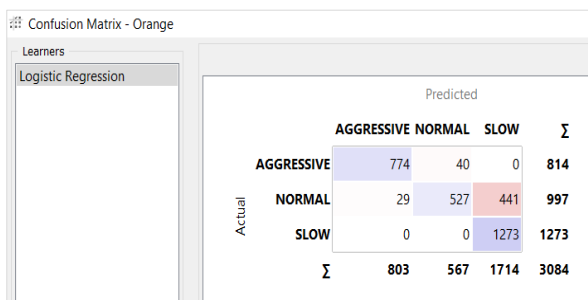 Confusion Matrix - Orange
Learners
Logistic Regression
Predicted
AGGRESSIVE NORMAL SLOW Σ
AGGRESSIVE 774 40 0 814
NORMAL 29 527 441 997
SLOW 0 0 1273 1273
Σ 803 567 1714 3084
Actual